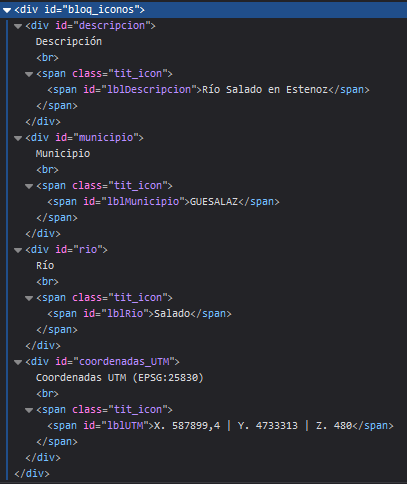 <div id="bloq_iconos">
<div id="descripcion">
Descripción
<br>
<span class="tit_icon">
<span id="lblDescripcion">Río Salado en Estenoz</span>
</span>
</div>
<div id="municipio">
Municipio
<br>
<span class="tit_icon">
<span id="lblMunicipio">GUESALAZ</span>
</span>
</div>
<div id="rio">
Río
<br>
<span class="tit_icon">
<span id="lblRio">Salado</span>
</span>
</div>
<div id="coordenadas_UTM">
Coordenadas UTM (EPSG:25830)
<br>
<span class="tit_icon">
<span id="lblUTM">X. 587899,4 | Y. 4733313 | Z. 480</span>
</span>
</div>
</div>